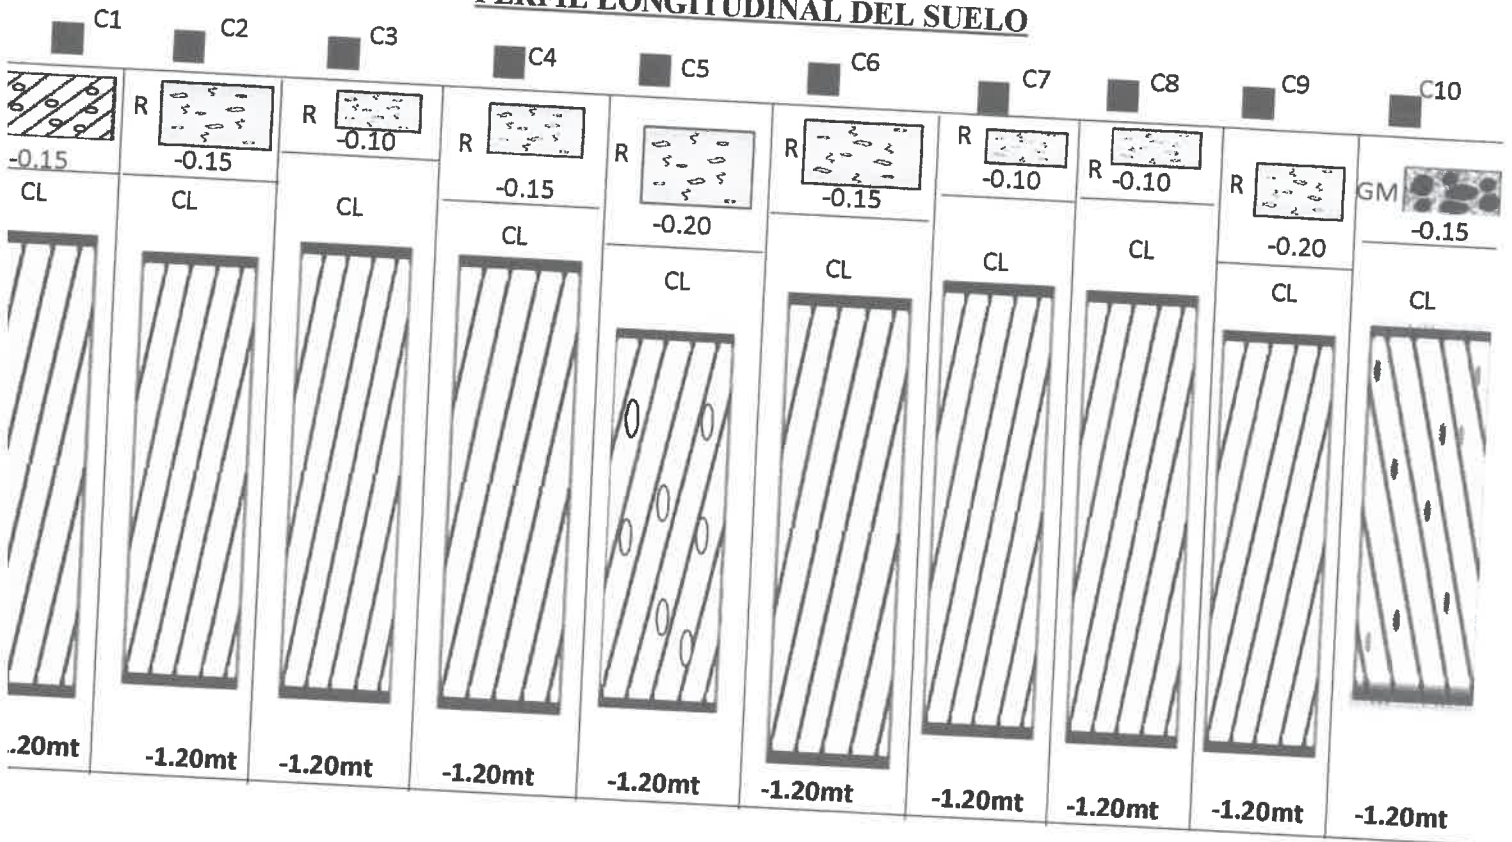 PERFIL LONGITUDINAL DEL SUELO
C1 C2 C3 C4 C5 C6 C7 C8 C9 C10
R R R R R R R R GM
-0.15 -0.15 -0.10 -0.15 -0.20 -0.15 -0.10 -0.10 -0.20 -0.15
CL CL CL CL CL CL CL CL CL CL
.20mt -1.20mt -1.20mt -1.20mt -1.20mt -1.20mt -1.20mt -1.20mt -1.20mt -1.20mt